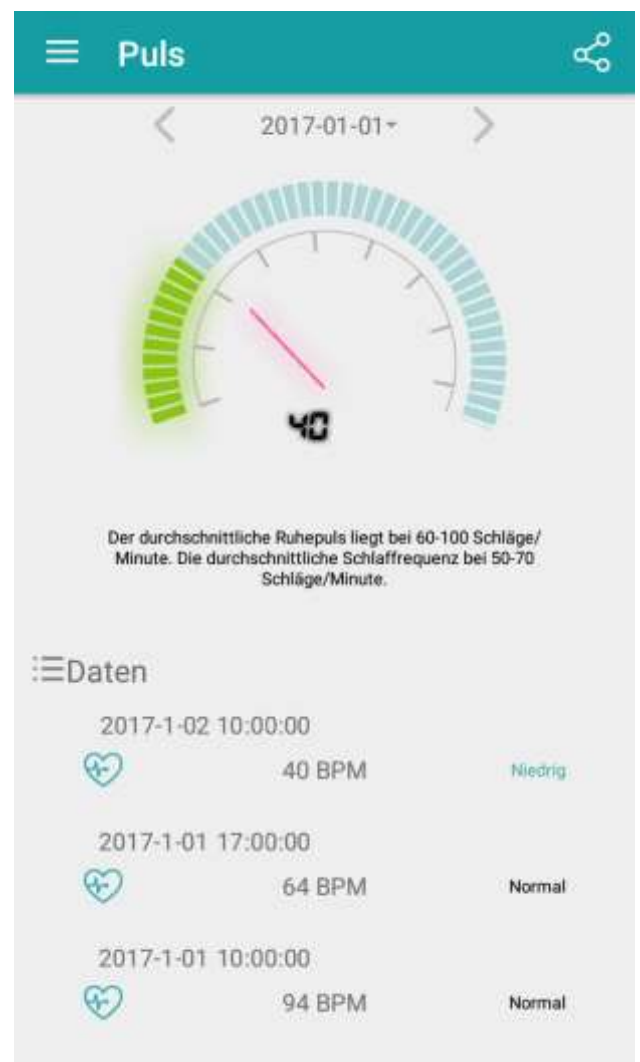 Puls
2017-01-01
40
Der durchschnittliche Ruhepuls liegt bei 60-100 Schläge/
Minute. Die durchschnittliche Schlaffrequenz bei 50-70
Schläge/Minute.
Daten
2017-1-02 10:00:00
40 BPM Niedrig
2017-1-01 17:00:00
64 BPM Normal
2017-1-01 10:00:00
94 BPM Normal